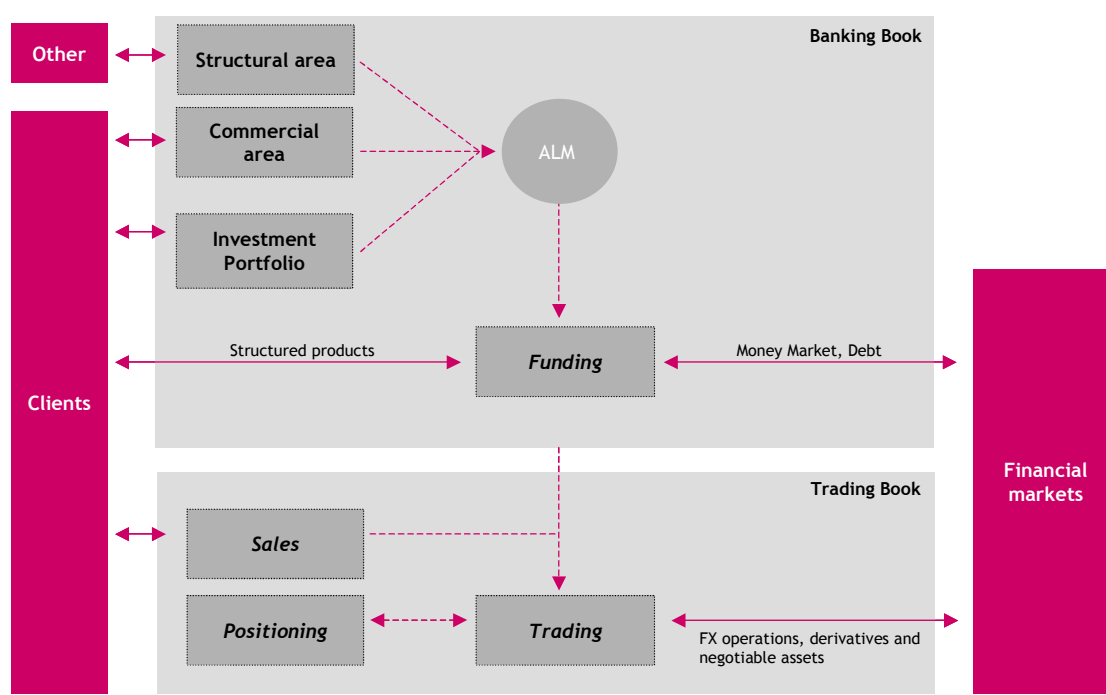 Banking Book
Other
Structural area
Commercial
area
ALM
Investment
Portfolio
Structured products
Funding
Money Market, Debt
Clients
Financial
markets
Trading Book
Sales
Positioning
Trading
FX operations, derivatives and
negotiable assets